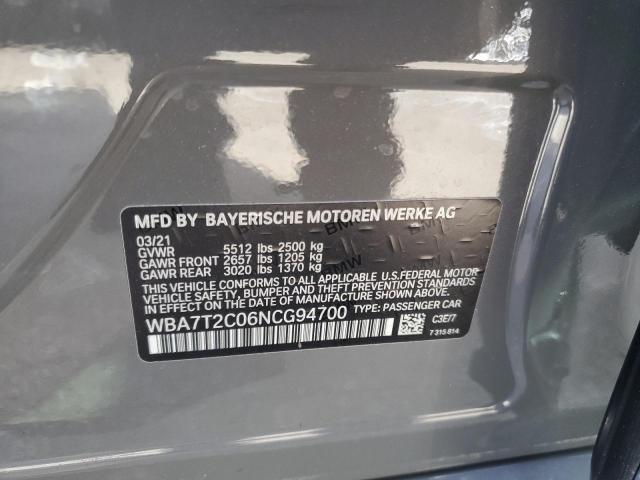 MFD BY BAYERISCHE MOTOREN WERKE AG
03/21
GVWR 5512 lbs 2500 kg
GAWR FRONT 2657 lbs 1205 kg
GAWR REAR 3020 lbs 1370 kg
THIS VEHICLE CONFORMS TO ALL APPLICABLE U.S.FEDERAL MOTOR
VEHICLE SAFETY, BUMPER AND THEFT PREVENTION STANDARDS
IN EFFECT ON THE DATE OF MANUFACTURE SHOWN ABOVE.
WBA7T2C06NCG94700 TYPE: PASSENGER CAR
C3E/7
7 315 814